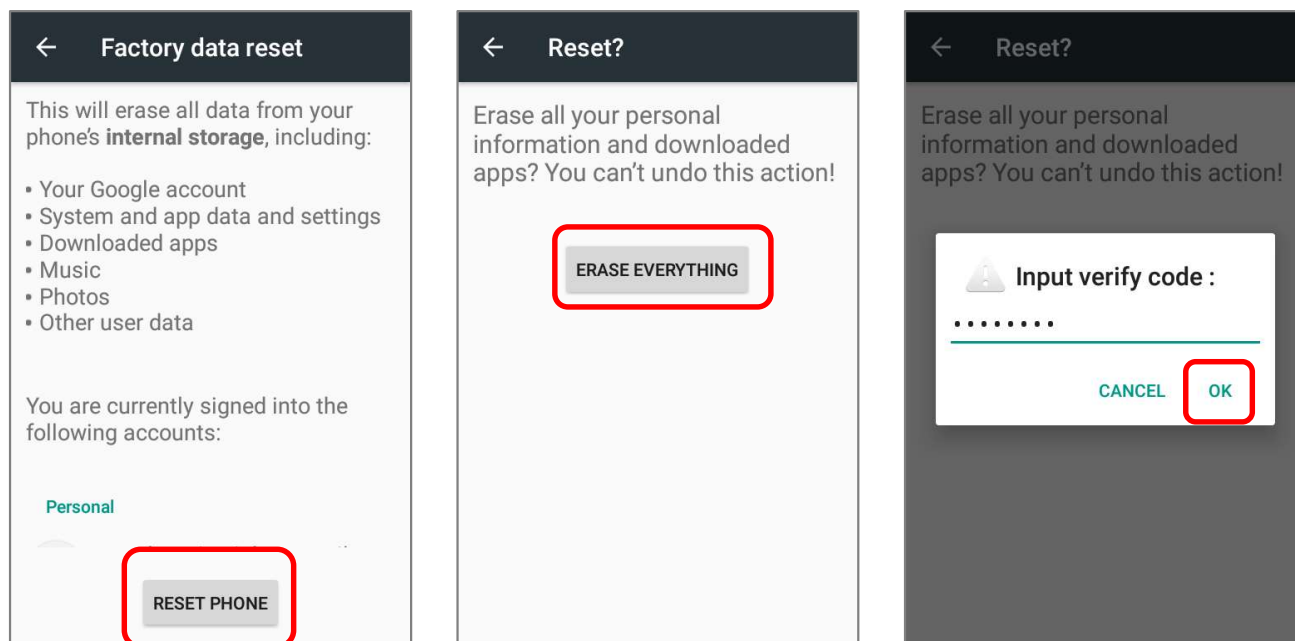 Factory data reset
This will erase all data from your
phone's internal storage, including:
• Your Google account
• System and app data and settings
• Downloaded apps
• Music
• Photos
• Other user data
You are currently signed into the
following accounts:
Personal
RESET PHONE
Reset?
Erase all your personal
information and downloaded
apps? You can't undo this action!
ERASE EVERYTHING
Reset?
Erase all your personal
information and downloaded
apps? You can't undo this action!
Input verify code :
CANCEL OK